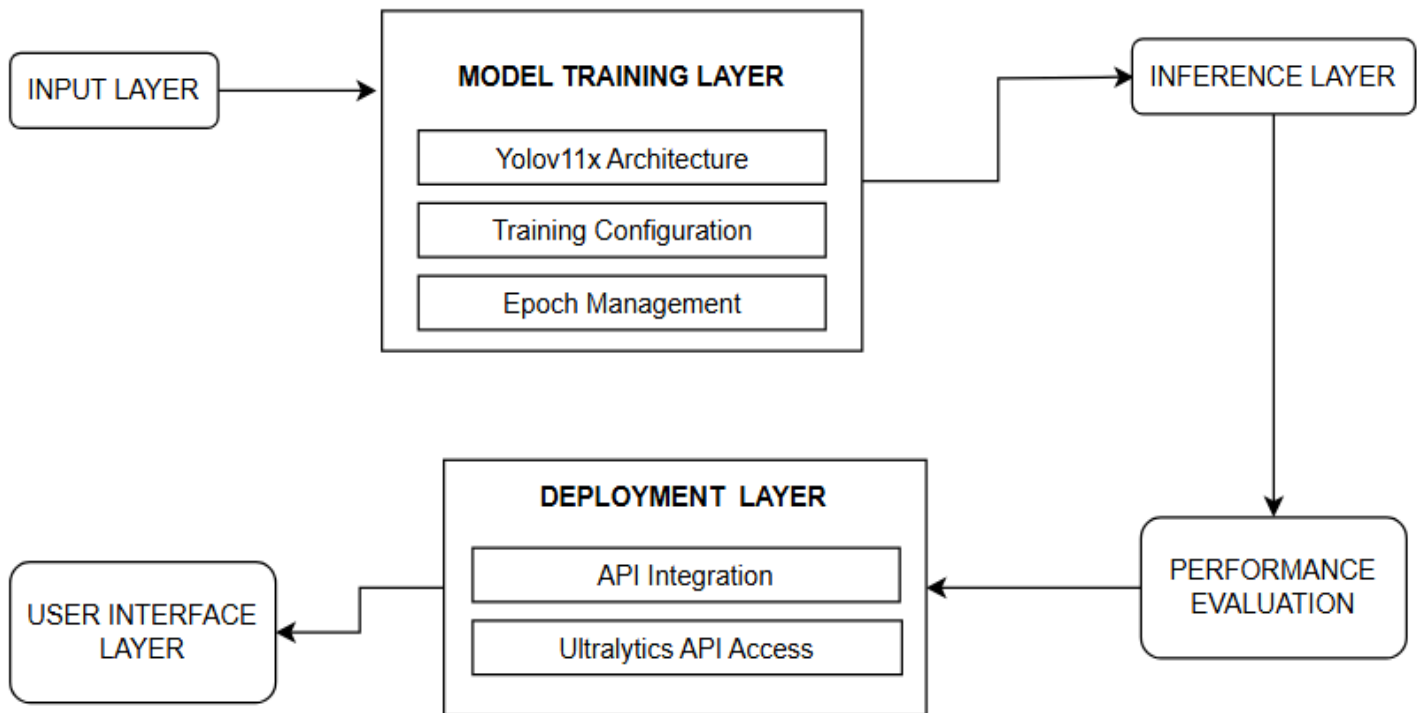 INPUT LAYER
MODEL TRAINING LAYER
Yolov11x Architecture
Training Configuration
Epoch Management
INFERENCE LAYER
PERFORMANCE
EVALUATION
DEPLOYMENT LAYER
API Integration
Ultralytics API Access
USER INTERFACE
LAYER